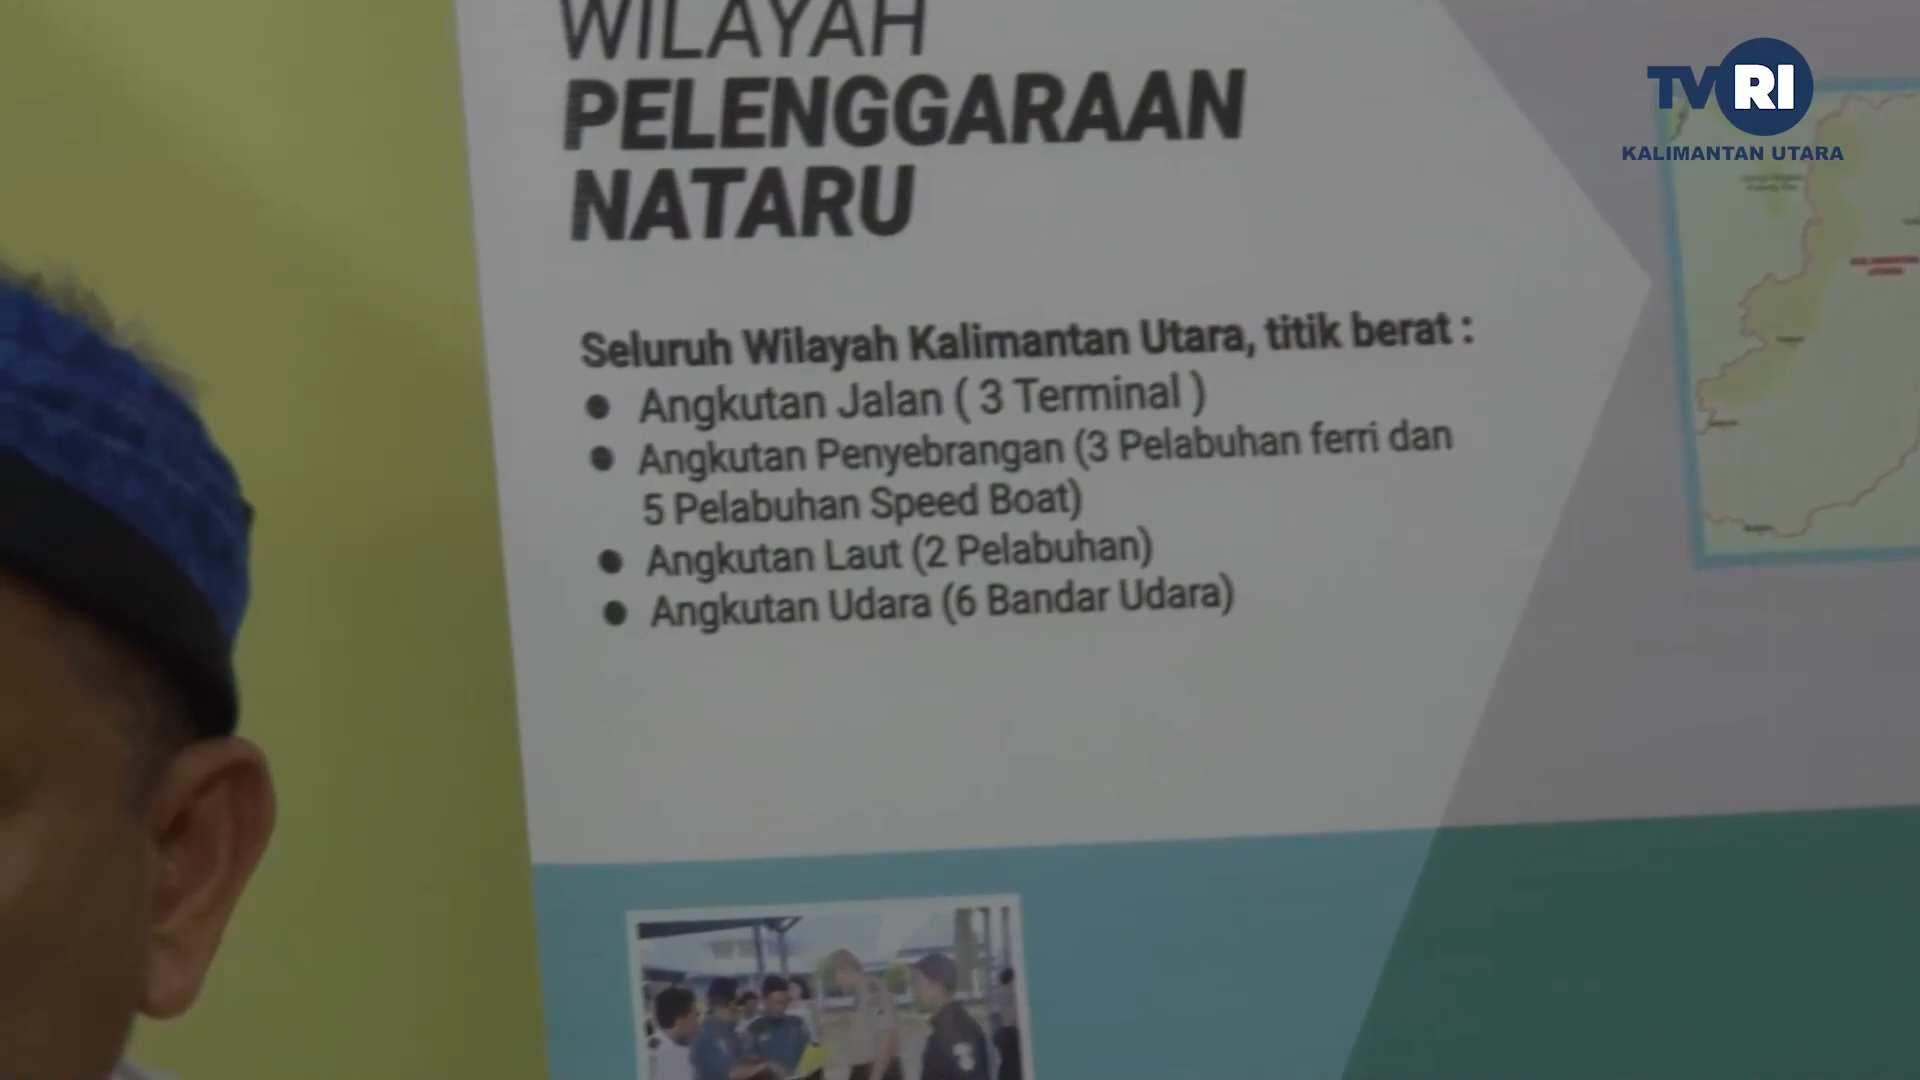 WILAYAH
PELENGGARAAN
NATARU
TVRI
KALIMANTAN UTARA
Seluruh Wilayah Kalimantan Utara, titik berat :
● Angkutan Jalan ( 3 Terminal )
● Angkutan Penyebrangan (3 Pelabuhan ferri dan
5 Pelabuhan Speed Boat)
● Angkutan Laut (2 Pelabuhan)
● Angkutan Udara (6 Bandar Udara)